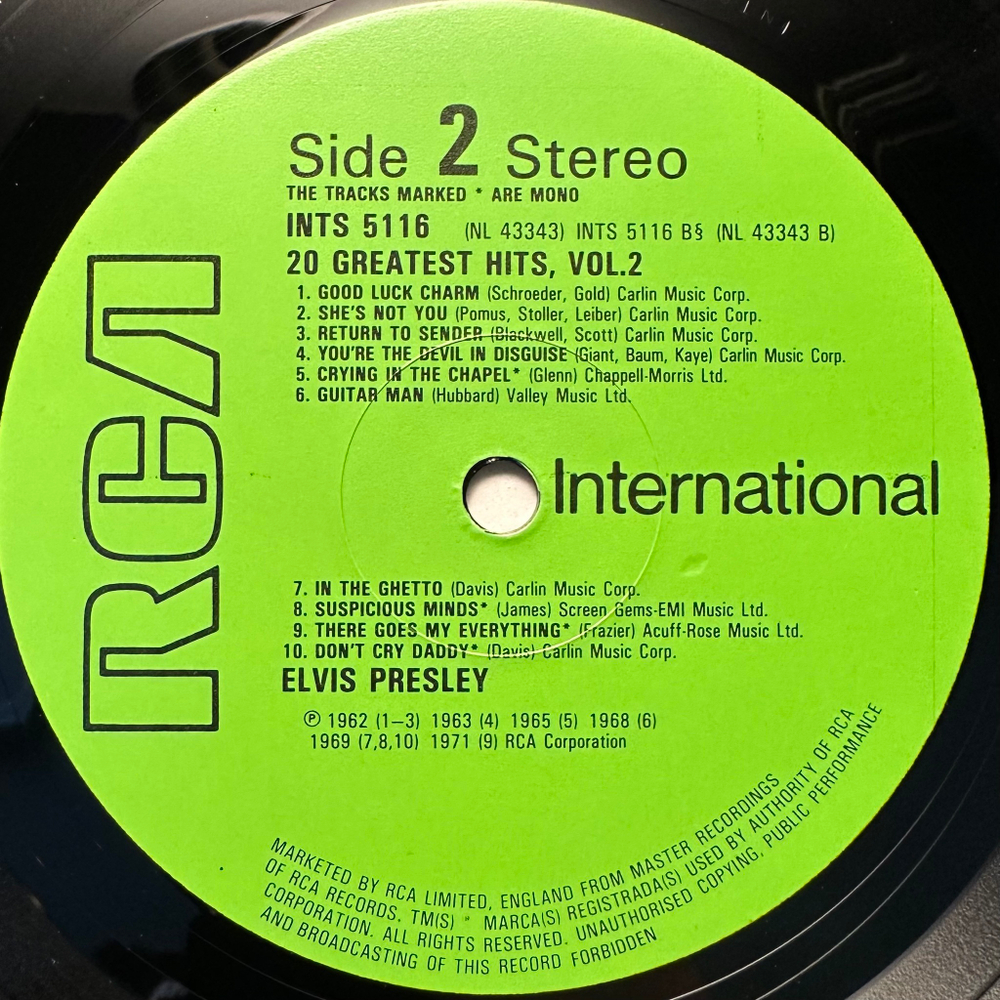 Side 2 Stereo
THE TRACKS MARKED * ARE MONO
INTS 5116 (NL 43343) INTS 5116 B§ (NL 43343 B)
20 GREATEST HITS, VOL.2
1. GOOD LUCK CHARM (Schroeder, Gold) Carlin Music Corp.
2. SHE'S NOT YOU (Pomus, Stoller, Leiber) Carlin Music Corp.
3. RETURN TO SENDER (Blackwell, Scott) Carlin Music Corp.
4. YOU'RE THE DEVIL IN DISGUISE (Giant, Baum, Kaye) Carlin Music Corp.
5. CRYING IN THE CHAPEL* (Glenn) Chappell-Morris Ltd.
6. GUITAR MAN (Hubbard) Valley Music Ltd.
RCA
International
7. IN THE GHETTO (Davis) Carlin Music Corp.
8. SUSPICIOUS MINDS* (James) Screen Gems-EMI Music Ltd.
9. THERE GOES MY EVERYTHING* (Frazier) Acuff-Rose Music Ltd.
10. DON'T CRY DADDY* (Davis) Carlin Music Corp.
ELVIS PRESLEY
℗ 1962 (1–3) 1963 (4) 1965 (5) 1968 (6)
1969 (7,8,10) 1971 (9) RCA Corporation
MARKETED BY RCA LIMITED, ENGLAND FROM MASTER RECORDINGS
OF RCA RECORDS. TM(S) ® MARCA(S) REGISTRADA(S) USED BY AUTHORITY OF RCA
CORPORATION. ALL RIGHTS RESERVED. UNAUTHORISED COPYING, PUBLIC PERFORMANCE
AND BROADCASTING OF THIS RECORD FORBIDDEN